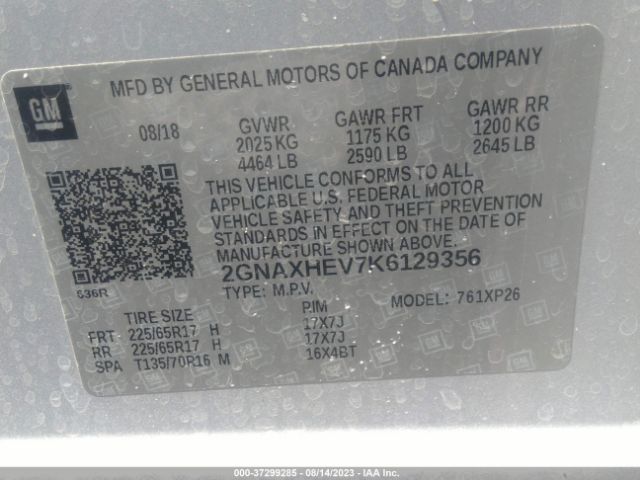 GM
MFD BY GENERAL MOTORS OF CANADA COMPANY
08/18 GVWR GAWR FRT GAWR RR
2025 KG 1175 KG 1200 KG
4464 LB 2590 LB 2645 LB
THIS VEHICLE CONFORMS TO ALL
APPLICABLE U.S. FEDERAL MOTOR
VEHICLE SAFETY AND THEFT PREVENTION
STANDARDS IN EFFECT ON THE DATE OF
MANUFACTURE SHOWN ABOVE.
2GNAXHEV7K6129356
S36R
TYPE: M.P.V. MODEL: 761XP26
TIRE SIZE RIM
FRT 225/65R17 H 17X7J
RR 225/65R17 H 17X7J
SPA T135/70R16 M 16X4BT
000-37299285 - 08/14/2023 - IAA Inc.